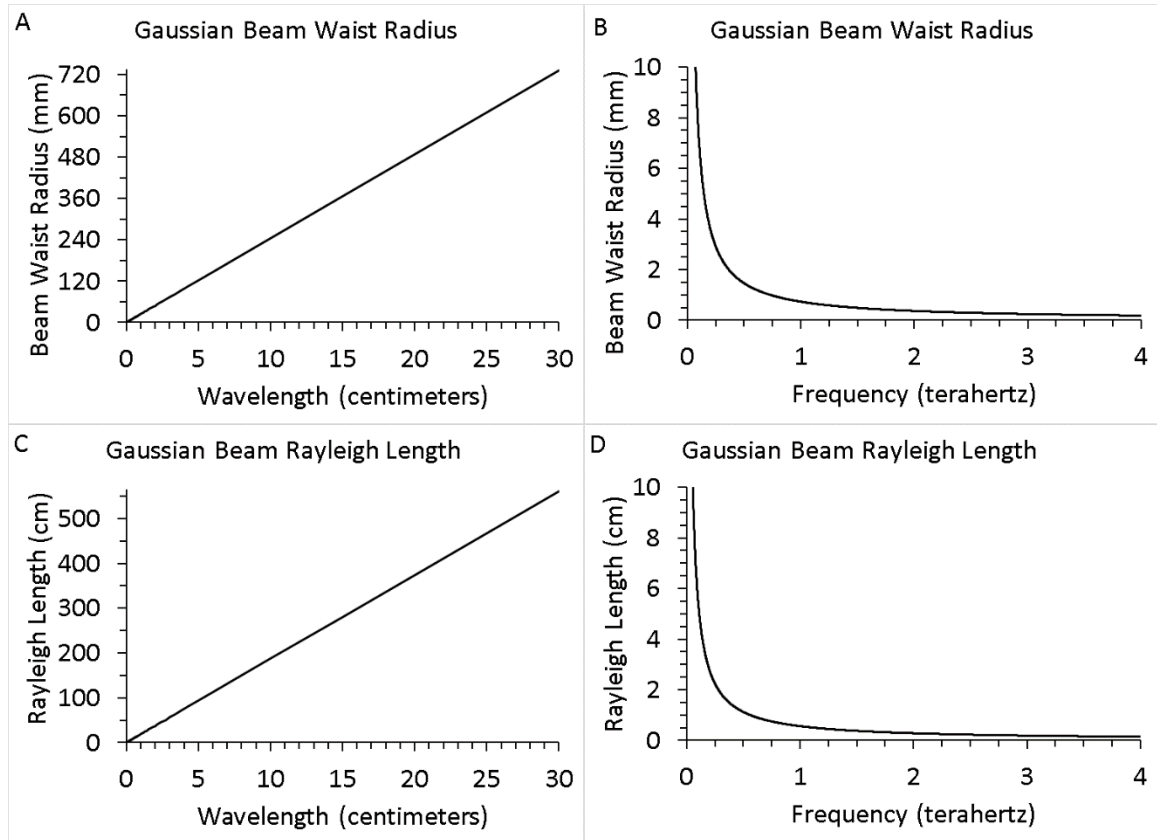 A
Gaussian Beam Waist Radius
Beam Waist Radius (mm)
720
600
480
360
240
120
0
0 5 10 15 20 25 30
Wavelength (centimeters)
B
Gaussian Beam Waist Radius
Beam Waist Radius (mm)
10
8
6
4
2
0
0 1 2 3 4
Frequency (terahertz)
C
Gaussian Beam Rayleigh Length
Rayleigh Length (cm)
500
400
300
200
100
0
0 5 10 15 20 25 30
Wavelength (centimeters)
D
Gaussian Beam Rayleigh Length
Rayleigh Length (cm)
10
8
6
4
2
0
0 1 2 3 4
Frequency (terahertz)